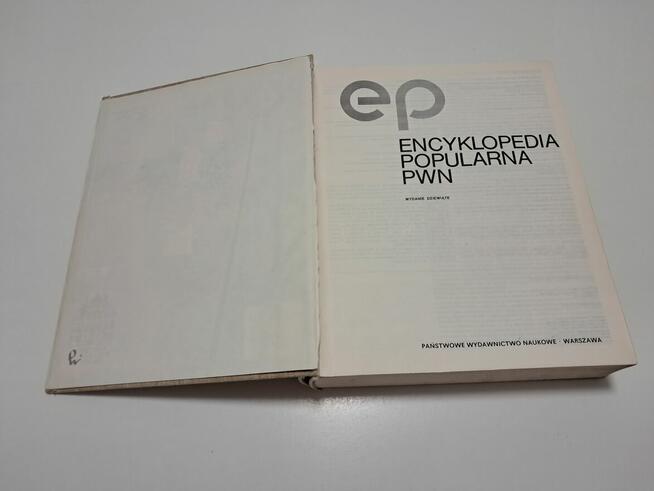 ep
ENCYKLOPEDIA
POPULARNA
PWN
WYDANIE DZIEWIĄTE
PAŃSTWOWE WYDAWNICTWO NAUKOWE · WARSZAWA